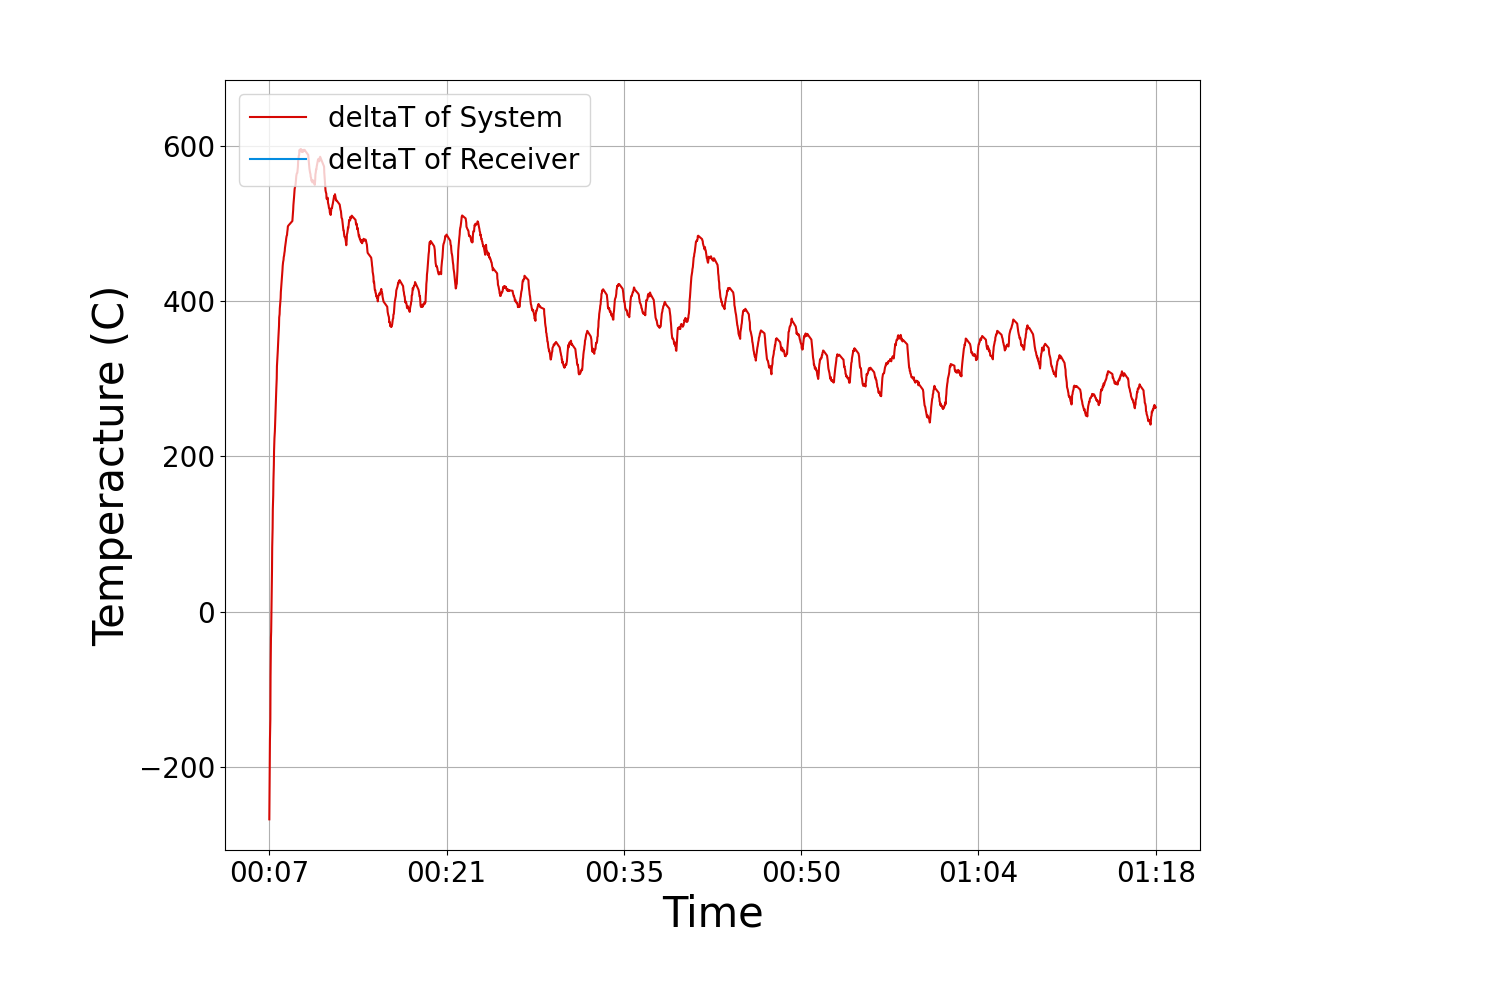 deltaT of System
deltaT of Receiver
600
400
200
0
−200
Temperacture (C)
00:07 00:21 00:35 00:50 01:04 01:18
Time